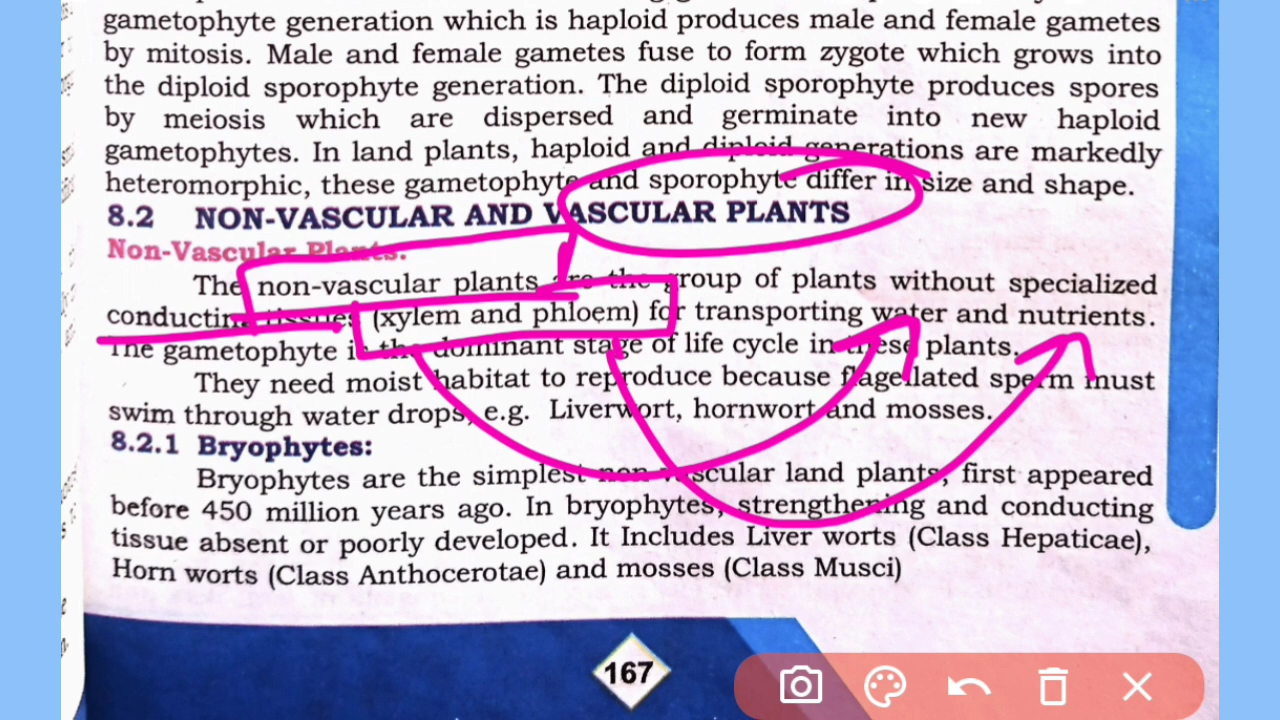 gametophyte generation which is haploid produces male and female gametes
by mitosis. Male and female gametes fuse to form zygote which grows into
the diploid sporophyte generation. The diploid sporophyte produces spores
by meiosis which are dispersed and germinate into new haploid
gametophytes. In land plants, haploid and diploid generations are markedly
heteromorphic, these gametophyte and sporophyte differ in size and shape.
8.2 NON-VASCULAR AND VASCULAR PLANTS
Non-Vascular Plants:
The non-vascular plants are the group of plants without specialized
conducting tissues (xylem and phloem) for transporting water and nutrients.
The gametophyte is the dominant stage of life cycle in these plants.
They need moist habitat to reproduce because flagellated sperm must
swim through water drops, e.g. Liverwort, hornwort and mosses.
8.2.1 Bryophytes:
Bryophytes are the simplest non vascular land plants, first appeared
before 450 million years ago. In bryophytes, strengthening and conducting
tissue absent or poorly developed. It Includes Liver worts (Class Hepaticae),
Horn worts (Class Anthocerotae) and mosses (Class Musci)
167